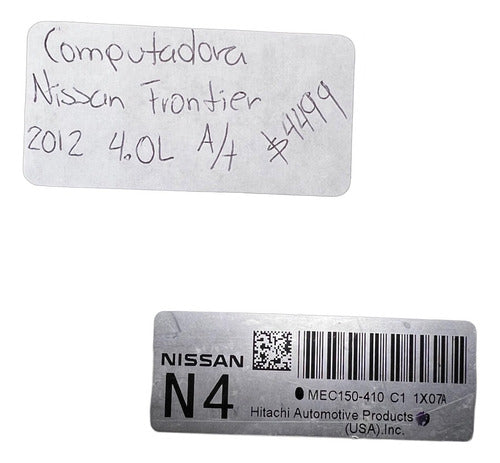 Computadora
Nissan Frontier
2012 4.0L A/t $4499
NISSAN
N4
MEC150-410 C1 1X07A
Hitachi Automotive Products
(USA),Inc.